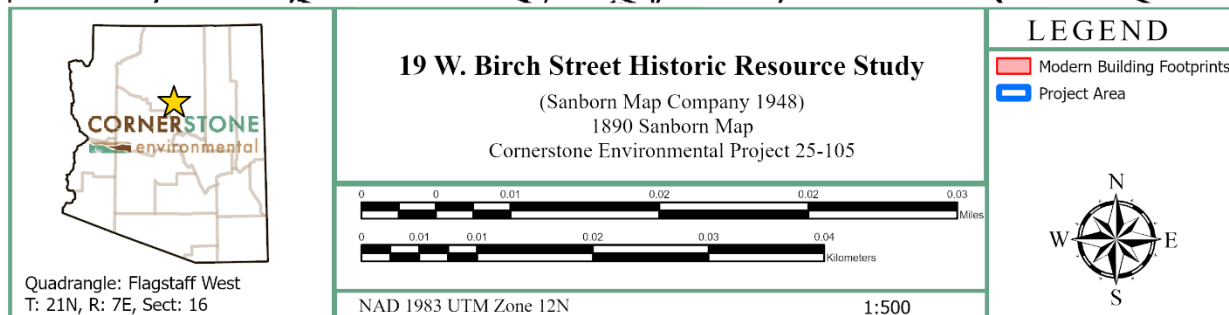 CORNERSTONE
environmental
Quadrangle: Flagstaff West
T: 21N, R: 7E, Sect: 16
19 W. Birch Street Historic Resource Study
(Sanborn Map Company 1948)
1890 Sanborn Map
Cornerstone Environmental Project 25-105
0 0 0.01 0.02 0.02 0.03
Miles
0 0.01 0.01 0.02 0.03 0.04
Kilometers
NAD 1983 UTM Zone 12N 1:500
LEGEND
Modern Building Footprints
Project Area
N
W E
S